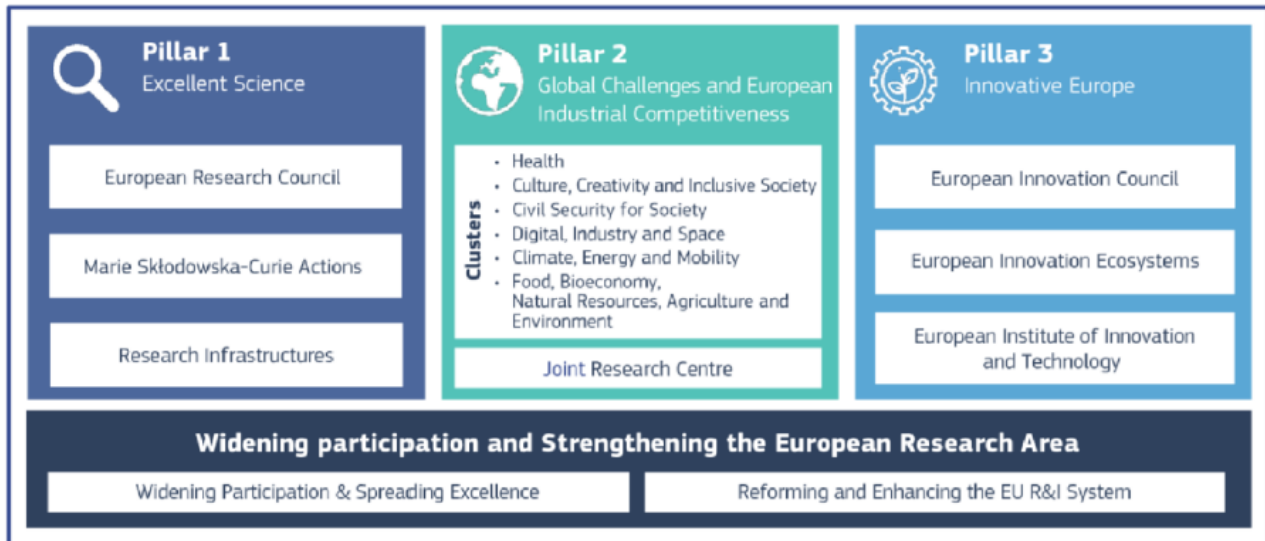 Pillar 1
Excellent Science
European Research Council
Marie Skłodowska-Curie Actions
Research Infrastructures
Pillar 2
Global Challenges and European
Industrial Competitiveness
Clusters
• Health
• Culture, Creativity and Inclusive Society
• Civil Security for Society
• Digital, Industry and Space
• Climate, Energy and Mobility
• Food, Bioeconomy,
Natural Resources, Agriculture and
Environment
Joint Research Centre
Pillar 3
Innovative Europe
European Innovation Council
European Innovation Ecosystems
European Institute of Innovation
and Technology
Widening participation and Strengthening the European Research Area
Widening Participation & Spreading Excellence
Reforming and Enhancing the EU R&I System